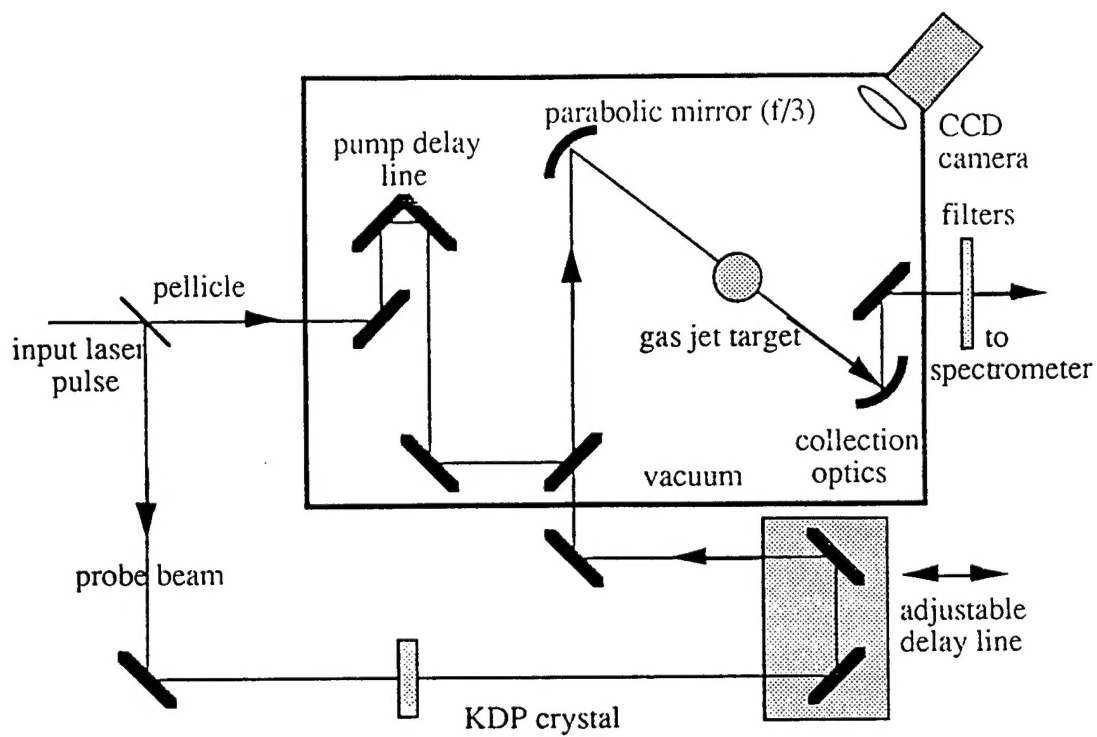 parabolic mirror (f/3)
pump delay
line
CCD
camera
filters
pellicle
input laser
pulse
gas jet target
to
spectrometer
collection
optics
vacuum
probe beam
adjustable
delay line
KDP crystal